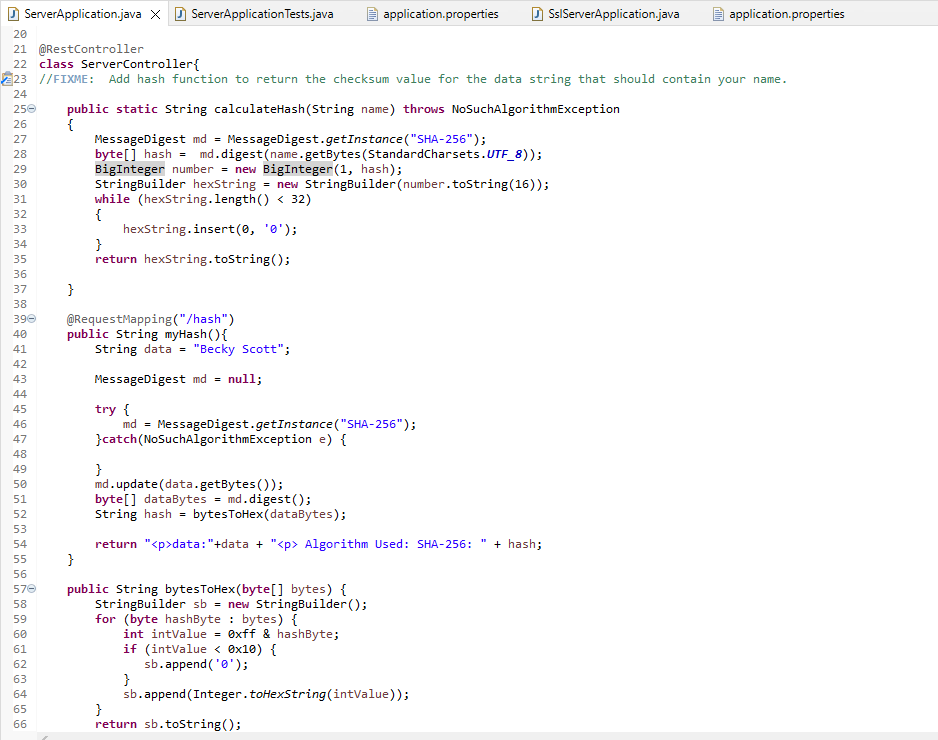 ServerApplication.java ServerApplicationTests.java application.properties SslServerApplication.java application.properties
20
21 @RestController
22 class ServerController{
23 //FIXME:  Add hash function to return the checksum value for the data string that should contain your name.
24
25     public static String calculateHash(String name) throws NoSuchAlgorithmException
26     {
27         MessageDigest md = MessageDigest.getInstance("SHA-256");
28         byte[] hash =  md.digest(name.getBytes(StandardCharsets.UTF_8));
29         BigInteger number = new BigInteger(1, hash);
30         StringBuilder hexString = new StringBuilder(number.toString(16));
31         while (hexString.length() < 32)
32         {
33             hexString.insert(0, '0');
34         }
35         return hexString.toString();
36
37     }
38
39     @RequestMapping("/hash")
40     public String myHash(){
41         String data = "Becky Scott";
42
43         MessageDigest md = null;
44
45         try {
46             md = MessageDigest.getInstance("SHA-256");
47         }catch(NoSuchAlgorithmException e) {
48
49         }
50         md.update(data.getBytes());
51         byte[] dataBytes = md.digest();
52         String hash = bytesToHex(dataBytes);
53
54         return "<p>data:"+data + "<p> Algorithm Used: SHA-256: " + hash;
55     }
56
57     public String bytesToHex(byte[] bytes) {
58         StringBuilder sb = new StringBuilder();
59         for (byte hashByte : bytes) {
60             int intValue = 0xff & hashByte;
61             if (intValue < 0x10) {
62                sb.append('0');
63             }
64             sb.append(Integer.toHexString(intValue));
65         }
66         return sb.toString();